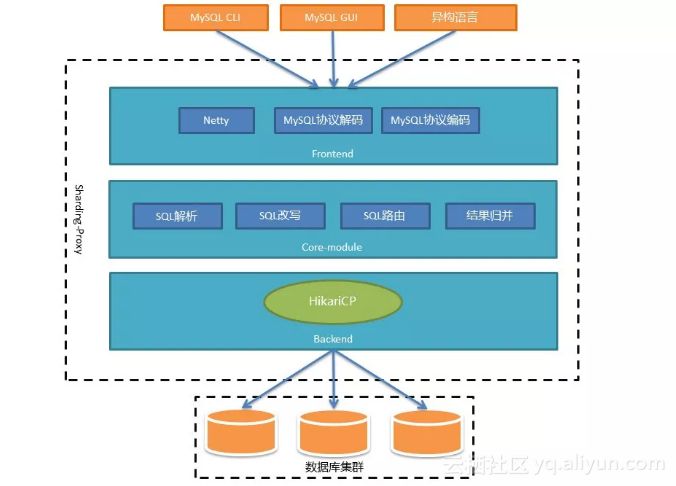 MySQL CLI
MySQL GUI
异构语言
Sharding-Proxy
Netty
MySQL协议解码
MySQL协议编码
Frontend
SQL解析
SQL改写
SQL路由
结果归并
Core-module
HikariCP
Backend
数据库集群
云栖社区 yq.aliyun.com